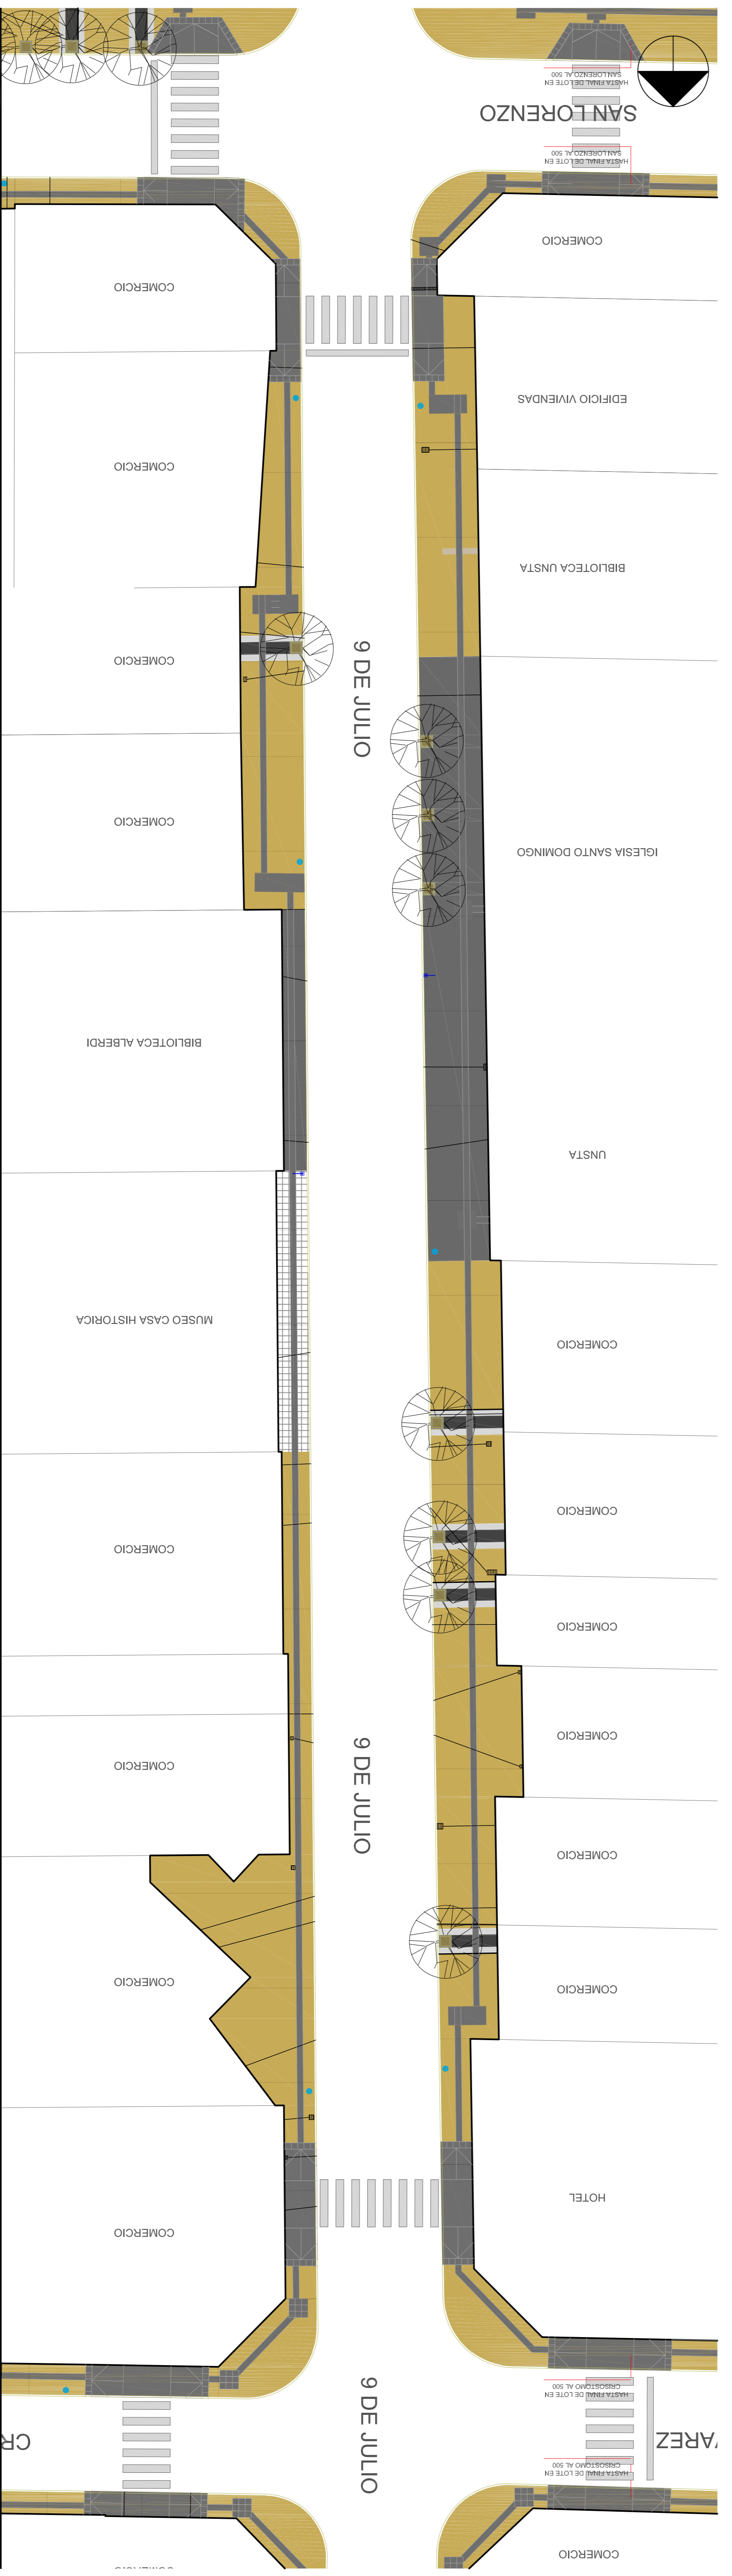 HASTA FINAL DE LOTE EN
SAN LORENZO AL 500
SAN LORENZO
HASTA FINAL DE LOTE EN
SAN LORENZO AL 500
COMERCIO
COMERCIO
EDIFICIO VIVIENDAS
COMERCIO
BIBLIOTECA UNSTA
COMERCIO
9 DE JULIO
COMERCIO
IGLESIA SANTO DOMINGO
BIBLIOTECA ALBERDI
UNSTA
MUSEO CASA HISTORICA
COMERCIO
COMERCIO
COMERCIO
COMERCIO
COMERCIO
COMERCIO
9 DE JULIO
COMERCIO
COMERCIO
COMERCIO
HOTEL
COMERCIO
HASTA FINAL DE LOTE EN
CRISOSTOMO AL 500
9 DE JULIO
CR
VAREZ
HASTA FINAL DE LOTE EN
CRISOSTOMO AL 500
COMERCIO